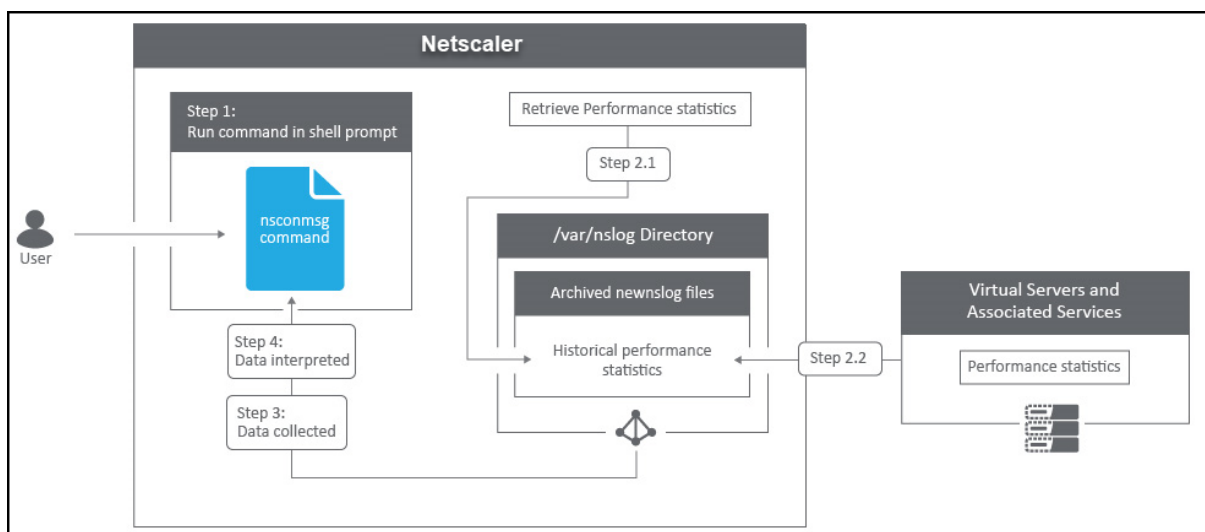 Netscaler
Step 1:
Run command in shell prompt
nsconmsg
command
User
Step 4:
Data interpreted
Step 3:
Data collected
Retrieve Performance statistics
Step 2.1
/var/nslog Directory
Archived newnslog files
Historical performance
statistics
Step 2.2
Virtual Servers and
Associated Services
Performance statistics